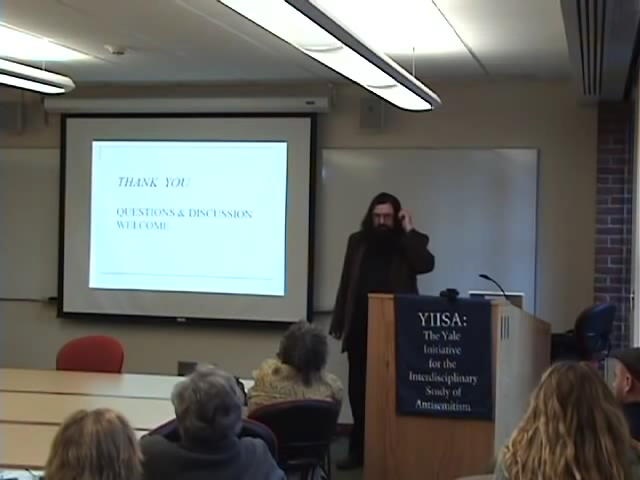 THANK YOU
QUESTIONS & DISCUSSION
WELCOME
YIISA:
The Yale
Initiative
for the
Interdisciplinary
Study of
Antisemitism